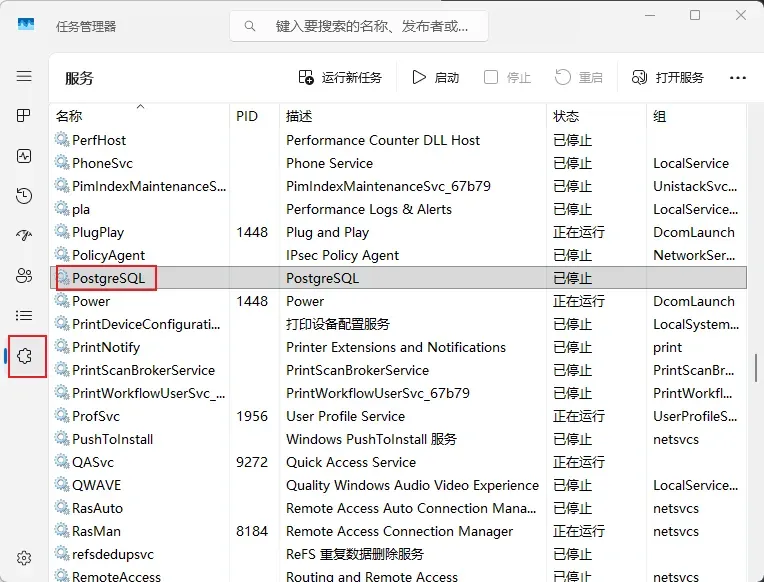 任务管理器
键入要搜索的名称、发布者或...
服务 运行新任务 启动 停止 重启 打开服务 ...
名称 PID 描述 状态 组
PerfHost Performance Counter DLL Host 已停止
PhoneSvc Phone Service 已停止 LocalService
PimIndexMaintenanceS... PimIndexMaintenanceSvc_67b79 已停止 UnistackSvc...
pla Performance Logs & Alerts 已停止 LocalService...
PlugPlay 1448 Plug and Play 正在运行 DcomLaunch
PolicyAgent IPsec Policy Agent 已停止 NetworkSer...
PostgreSQL PostgreSQL 已停止
Power 1448 Power 正在运行 DcomLaunch
PrintDeviceConfigurati... 打印设备配置服务 已停止 LocalSystem...
PrintNotify Printer Extensions and Notifications 已停止 print
PrintScanBrokerService PrintScanBrokerService 已停止 PrintScanBr...
PrintWorkflowUserSvc_... PrintWorkflowUserSvc_67b79 已停止 PrintWorkfl...
ProfSvc 1956 User Profile Service 正在运行 UserProfileS...
PushToInstall Windows PushToInstall 服务 已停止 netsvcs
QASvc 9272 Quick Access Service 正在运行
QWAVE Quality Windows Audio Video Experience 已停止 LocalService...
RasAuto Remote Access Auto Connection Mana... 已停止 netsvcs
RasMan 8184 Remote Access Connection Manager 正在运行 netsvcs
refsdedupsvc ReFS 重复数据删除服务 已停止
RemoteAccess Routing and Remote Access 已停止 netsvcs